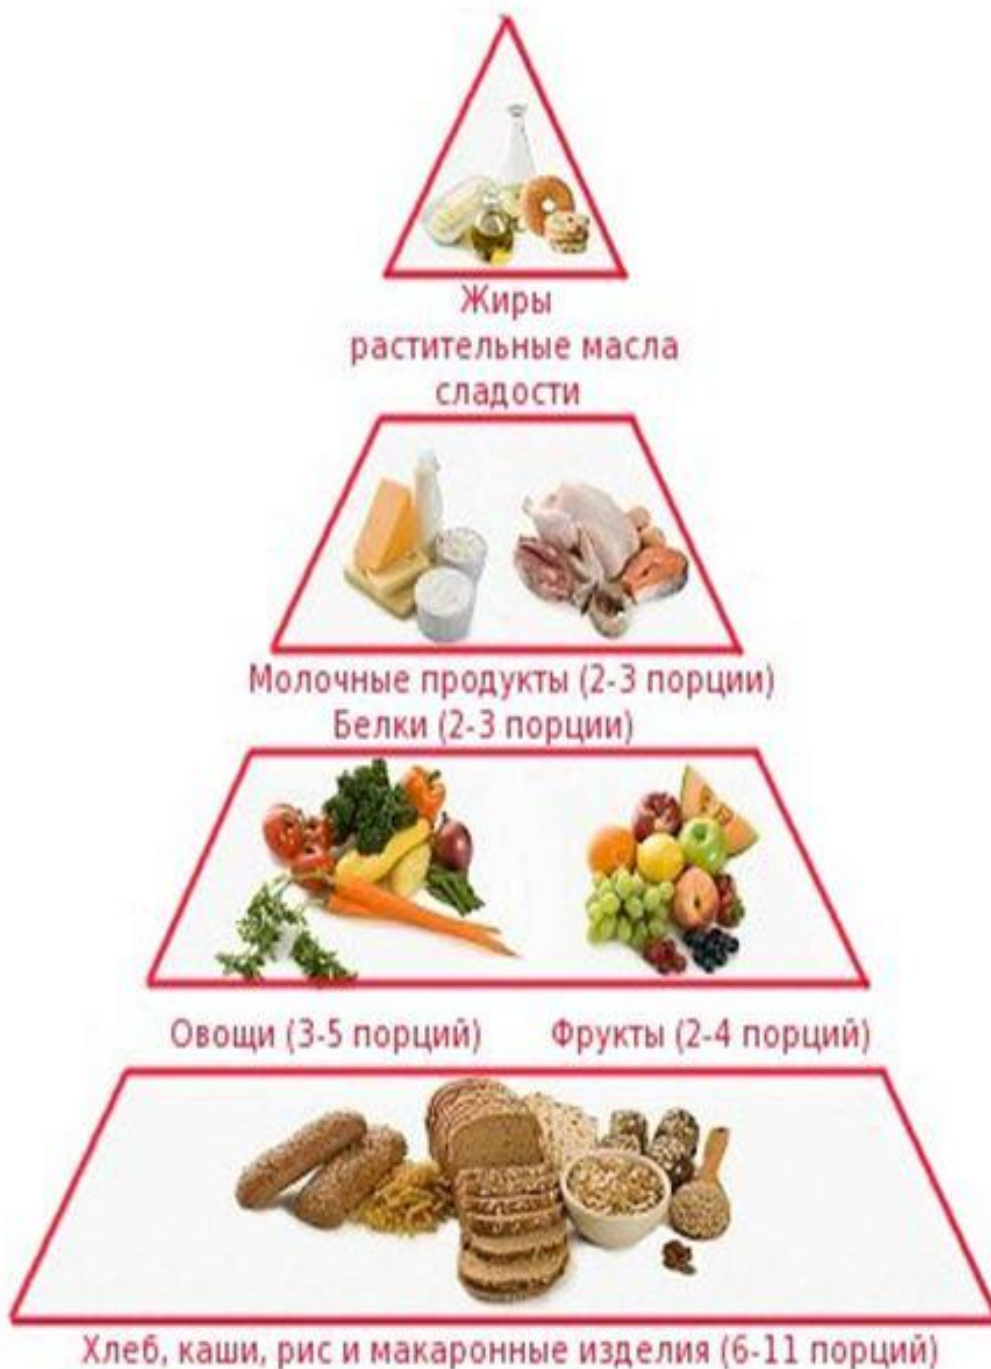 Жиры
растительные масла
сладости
Молочные продукты (2-3 порции)
Белки (2-3 порции)
Овощи (3-5 порций) Фрукты (2-4 порций)
Хлеб, каши, рис и макаронные изделия (6-11 порций)